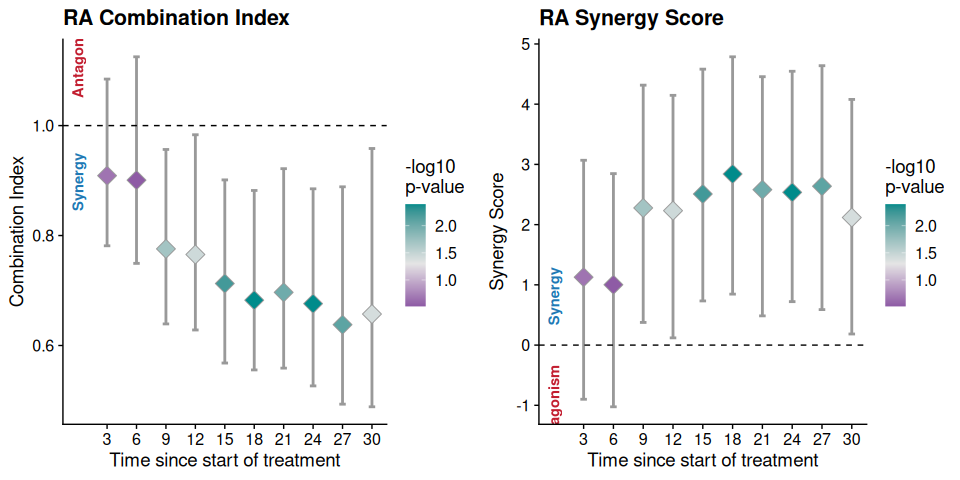 RA Combination Index
Antagon
Synergy
Combination Index
1.0
0.8
0.6
3 6 9 12 15 18 21 24 27 30
Time since start of treatment
-log10
p-value
2.0
1.5
1.0
RA Synergy Score
Synergy Score
5
4
3
2
1
0
-1
Synergy
agonism
3 6 9 12 15 18 21 24 27 30
Time since start of treatment
-log10
p-value
2.0
1.5
1.0